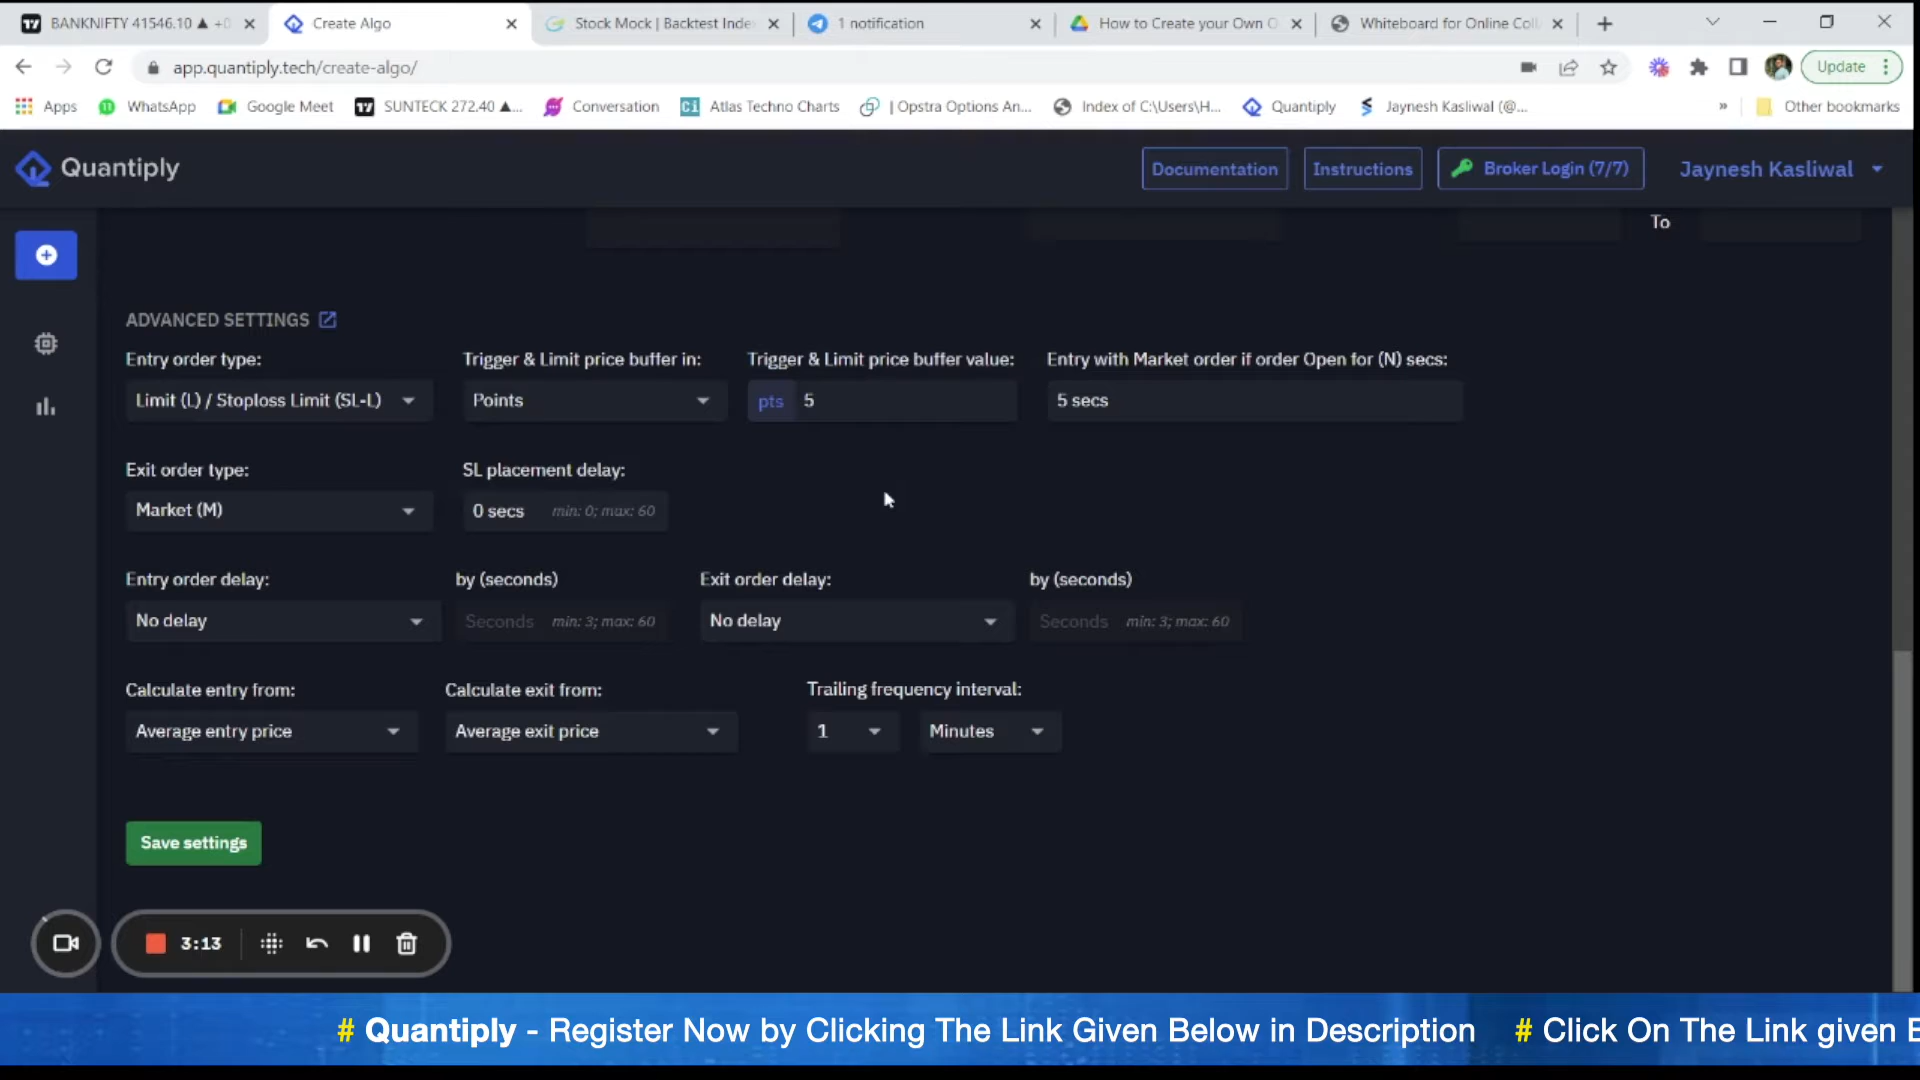 BANKNIFTY 41546.10 ▲ +0
Create Algo
Stock Mock | Backtest Inde
1 notification
How to Create your Own O
Whiteboard for Online Coll
app.quantiply.tech/create-algo/
Update
Apps
WhatsApp
Google Meet
SUNTECK 272.40 ▲...
Conversation
Atlas Techno Charts
| Opstra Options An...
Index of C:\Users\H...
Quantiply
Jaynesh Kasliwal (@...
»
Other bookmarks
Quantiply
Documentation
Instructions
Broker Login (7/7)
Jaynesh Kasliwal
To
ADVANCED SETTINGS
Entry order type:
Trigger & Limit price buffer in:
Trigger & Limit price buffer value:
Entry with Market order if order Open for (N) secs:
Limit (L) / Stoploss Limit (SL-L)
Points
pts 5
5 secs
Exit order type:
SL placement delay:
Market (M)
0 secs min: 0; max: 60
Entry order delay:
by (seconds)
Exit order delay:
by (seconds)
No delay
Seconds min: 3; max: 60
No delay
Seconds min: 3; max: 60
Calculate entry from:
Calculate exit from:
Trailing frequency interval:
Average entry price
Average exit price
1
Minutes
Save settings
3:13
# Quantiply - Register Now by Clicking The Link Given Below in Description # Click On The Link given B